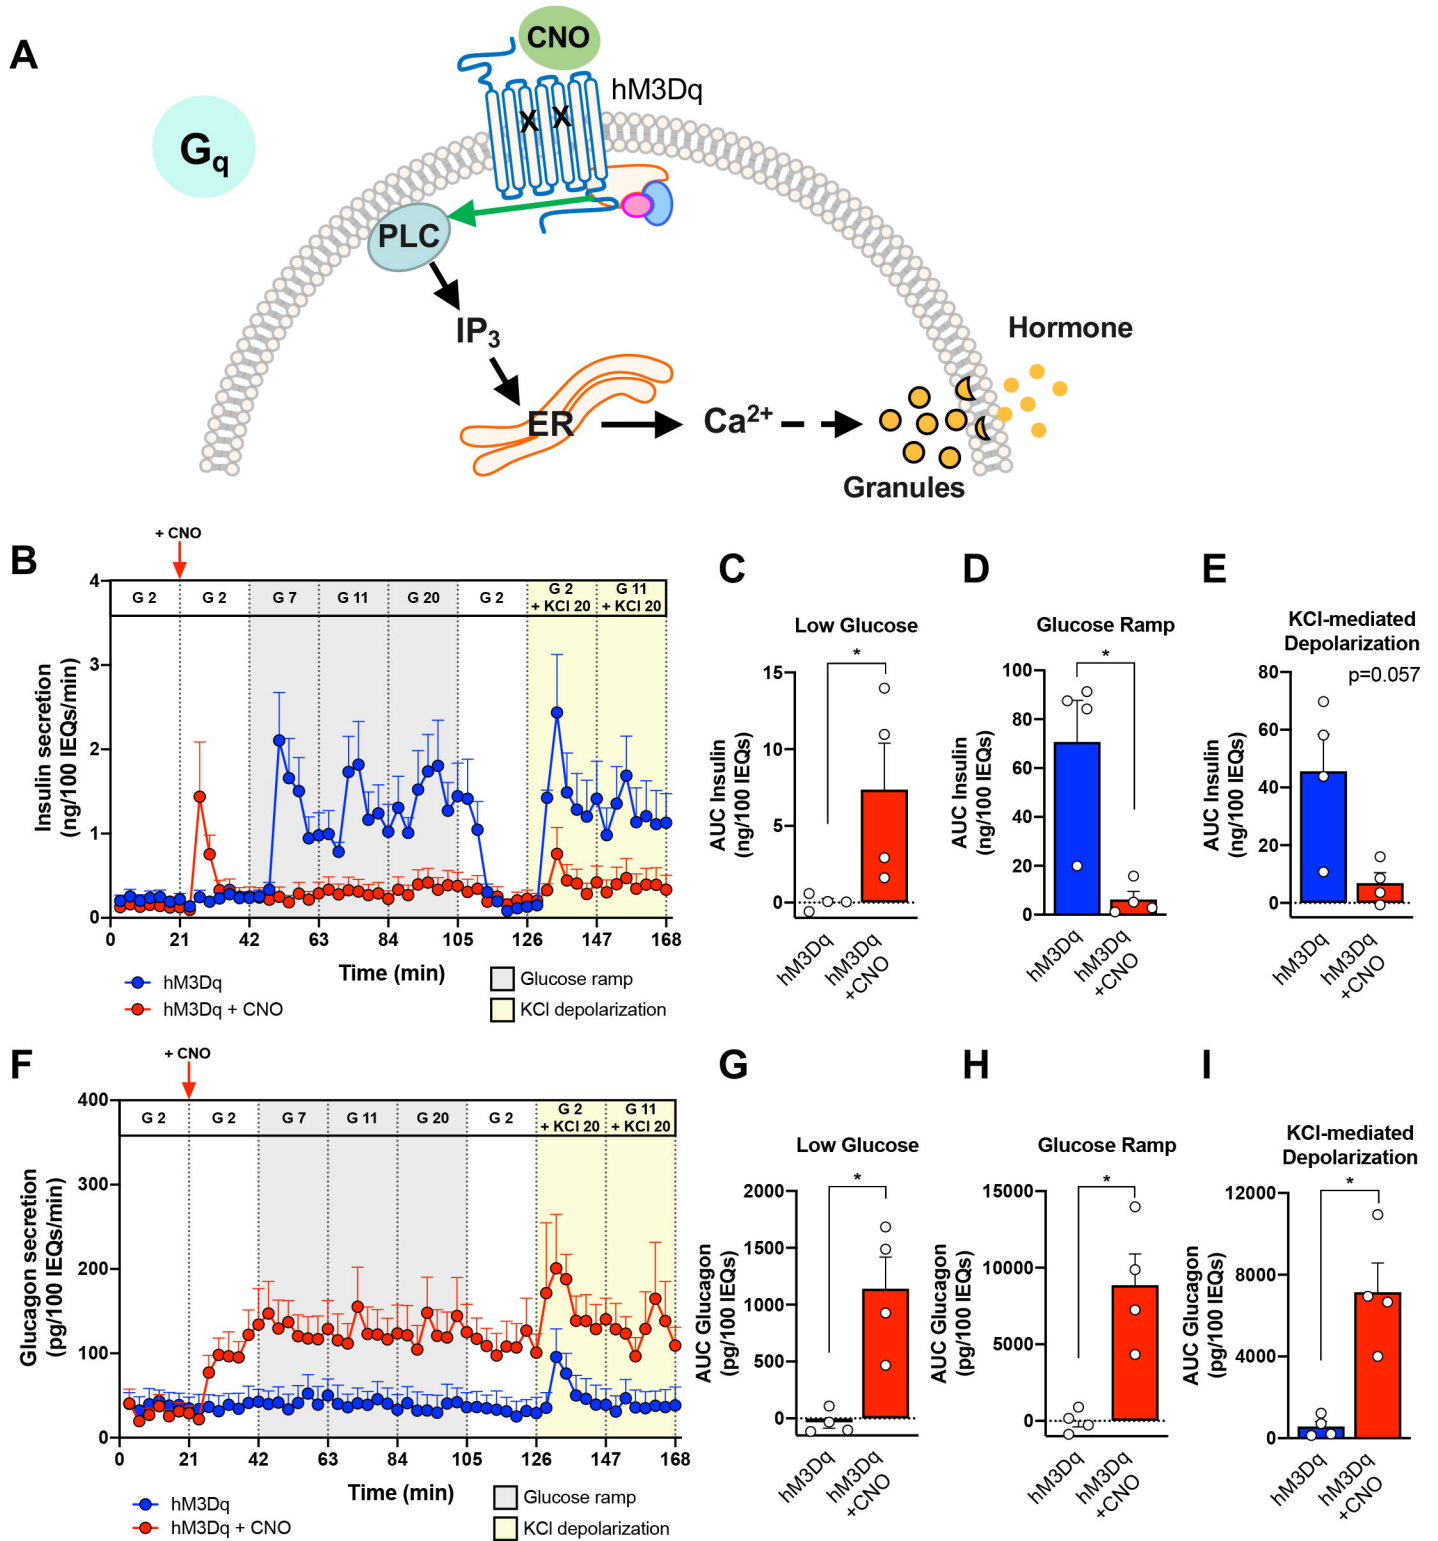 A
CNO
hM3Dq
Gq
PLC
IP3
ER
Ca2+
Hormone
Granules
B
+ CNO
G 2
G 2
G 7
G 11
G 20
G 2
G 2
+ KCl 20
G 11
+ KCl 20
Insulin secretion
(ng/100 IEQs/min)
4
3
2
1
0
0
21
42
63
84
105
126
147
168
Time (min)
hM3Dq
hM3Dq + CNO
Glucose ramp
KCl depolarization
C
Low Glucose
*
AUC Insulin
(ng/100 IEQs)
15
10
5
0
hM3Dq
hM3Dq
+CNO
D
Glucose Ramp
*
AUC Insulin
(ng/100 IEQs)
100
80
60
40
20
0
hM3Dq
hM3Dq
+CNO
E
KCl-mediated
Depolarization
p=0.057
AUC Insulin
(ng/100 IEQs)
80
60
40
20
0
hM3Dq
hM3Dq
+CNO
F
+ CNO
G 2
G 2
G 7
G 11
G 20
G 2
G 2
+ KCl 20
G 11
+ KCl 20
Glucagon secretion
(pg/100 IEQs/min)
400
300
200
100
0
0
21
42
63
84
105
126
147
168
Time (min)
hM3Dq
hM3Dq + CNO
Glucose ramp
KCl depolarization
G
Low Glucose
*
AUC Glucagon
(pg/100 IEQs)
2000
1500
1000
500
0
hM3Dq
hM3Dq
+CNO
H
Glucose Ramp
*
AUC Glucagon
(pg/100 IEQs)
15000
10000
5000
0
hM3Dq
hM3Dq
+CNO
I
KCl-mediated
Depolarization
*
AUC Glucagon
(pg/100 IEQs)
12000
8000
4000
0
hM3Dq
hM3Dq
+CNO